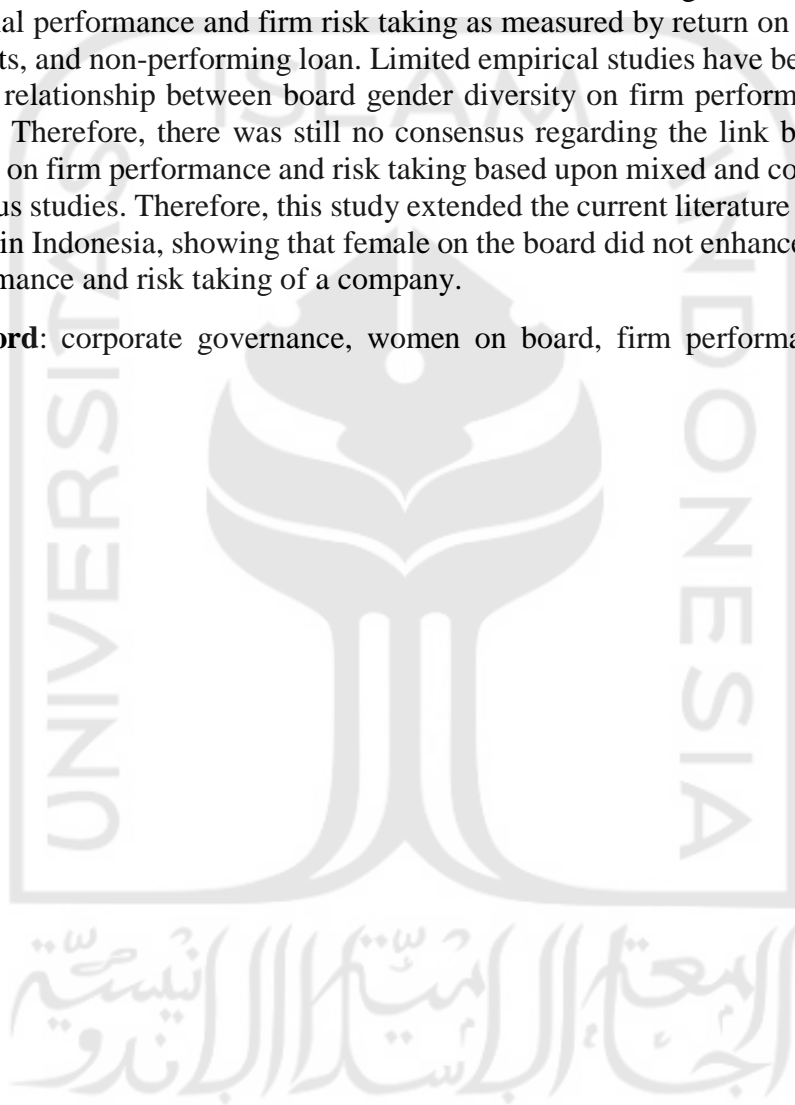 al performance and firm risk taking as measured by return on
ts, and non-performing loan. Limited empirical studies have be
relationship between board gender diversity on firm perform
Therefore, there was still no consensus regarding the link b
on firm performance and risk taking based upon mixed and co
us studies. Therefore, this study extended the current literature
in Indonesia, showing that female on the board did not enhance
mance and risk taking of a company.
ord: corporate governance, women on board, firm performa
ISLAM
UNIVERSITAS
INDONESIA